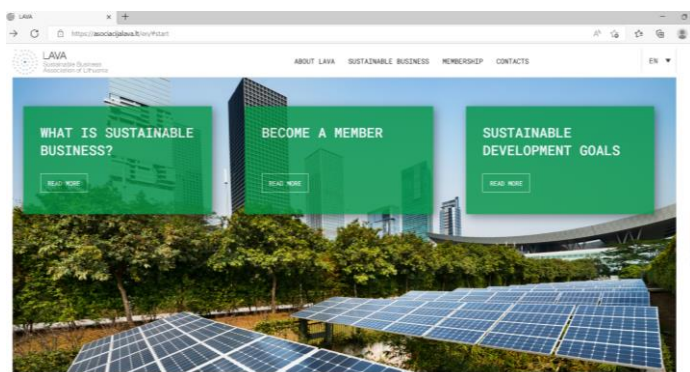 LAVA
https://asociacijalava.lt/en/#start
LAVA
Sustainable Business
Association of Lithuania
ABOUT LAVA SUSTAINABLE BUSINESS MEMBERSHIP CONTACTS
EN
WHAT IS SUSTAINABLE
BUSINESS?
READ MORE
BECOME A MEMBER
READ MORE
SUSTAINABLE
DEVELOPMENT GOALS
READ MORE